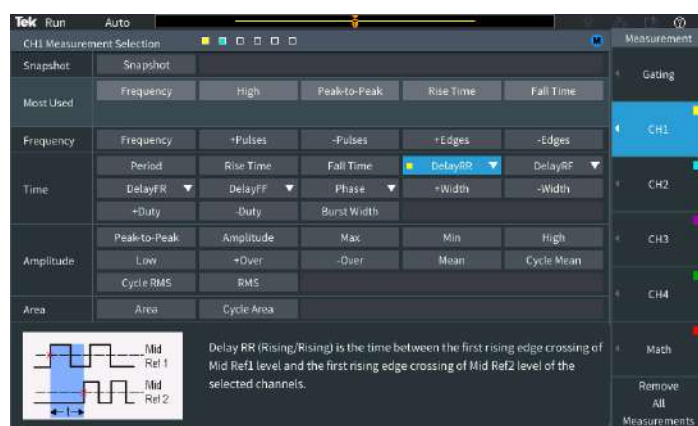 Tek Run Auto
CH1 Measurement Selection M Measurement
Snapshot Snapshot
Gating
Most Used Frequency High Peak-to-Peak Rise Time Fall Time
CH1
Frequency Frequency +Pulses -Pulses +Edges -Edges
Time Period Rise Time Fall Time DelayRR DelayRF
DelayFR DelayFF Phase +Width -Width
CH2
+Duty -Duty Burst Width
Amplitude Peak-to-Peak Amplitude Max Min High
CH3
Low +Over -Over Mean Cycle Mean
Cycle RMS RMS
CH4
Area Area Cycle Area
Mid
Ref 1
Mid
Ref 2
t
Delay RR (Rising/Rising) is the time between the first rising edge crossing of
Mid Ref1 level and the first rising edge crossing of Mid Ref2 level of the
selected channels.
Math
Remove
All
Measurements